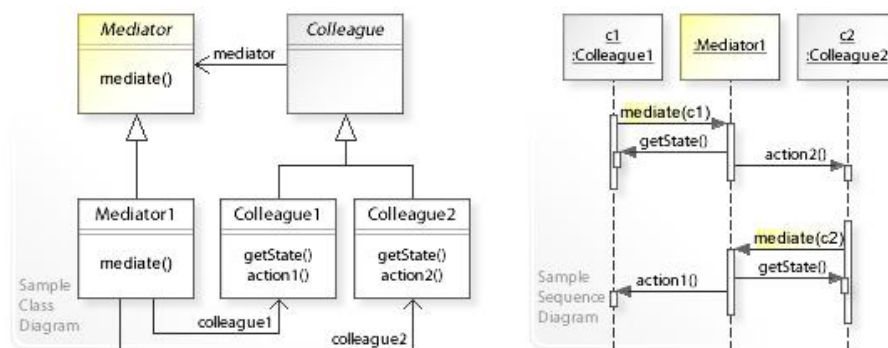 Mediator
mediate()
mediator
Colleague
Mediator1
mediate()
Colleague1
getState()
action1()
Colleague2
getState()
action2()
colleague1
colleague2
Sample
Class
Diagram
c1
:Colleague1
:Mediator1
c2
:Colleague2
mediate(c1)
getState()
action2()
mediate(c2)
getState()
action1()
Sample
Sequence
Diagram